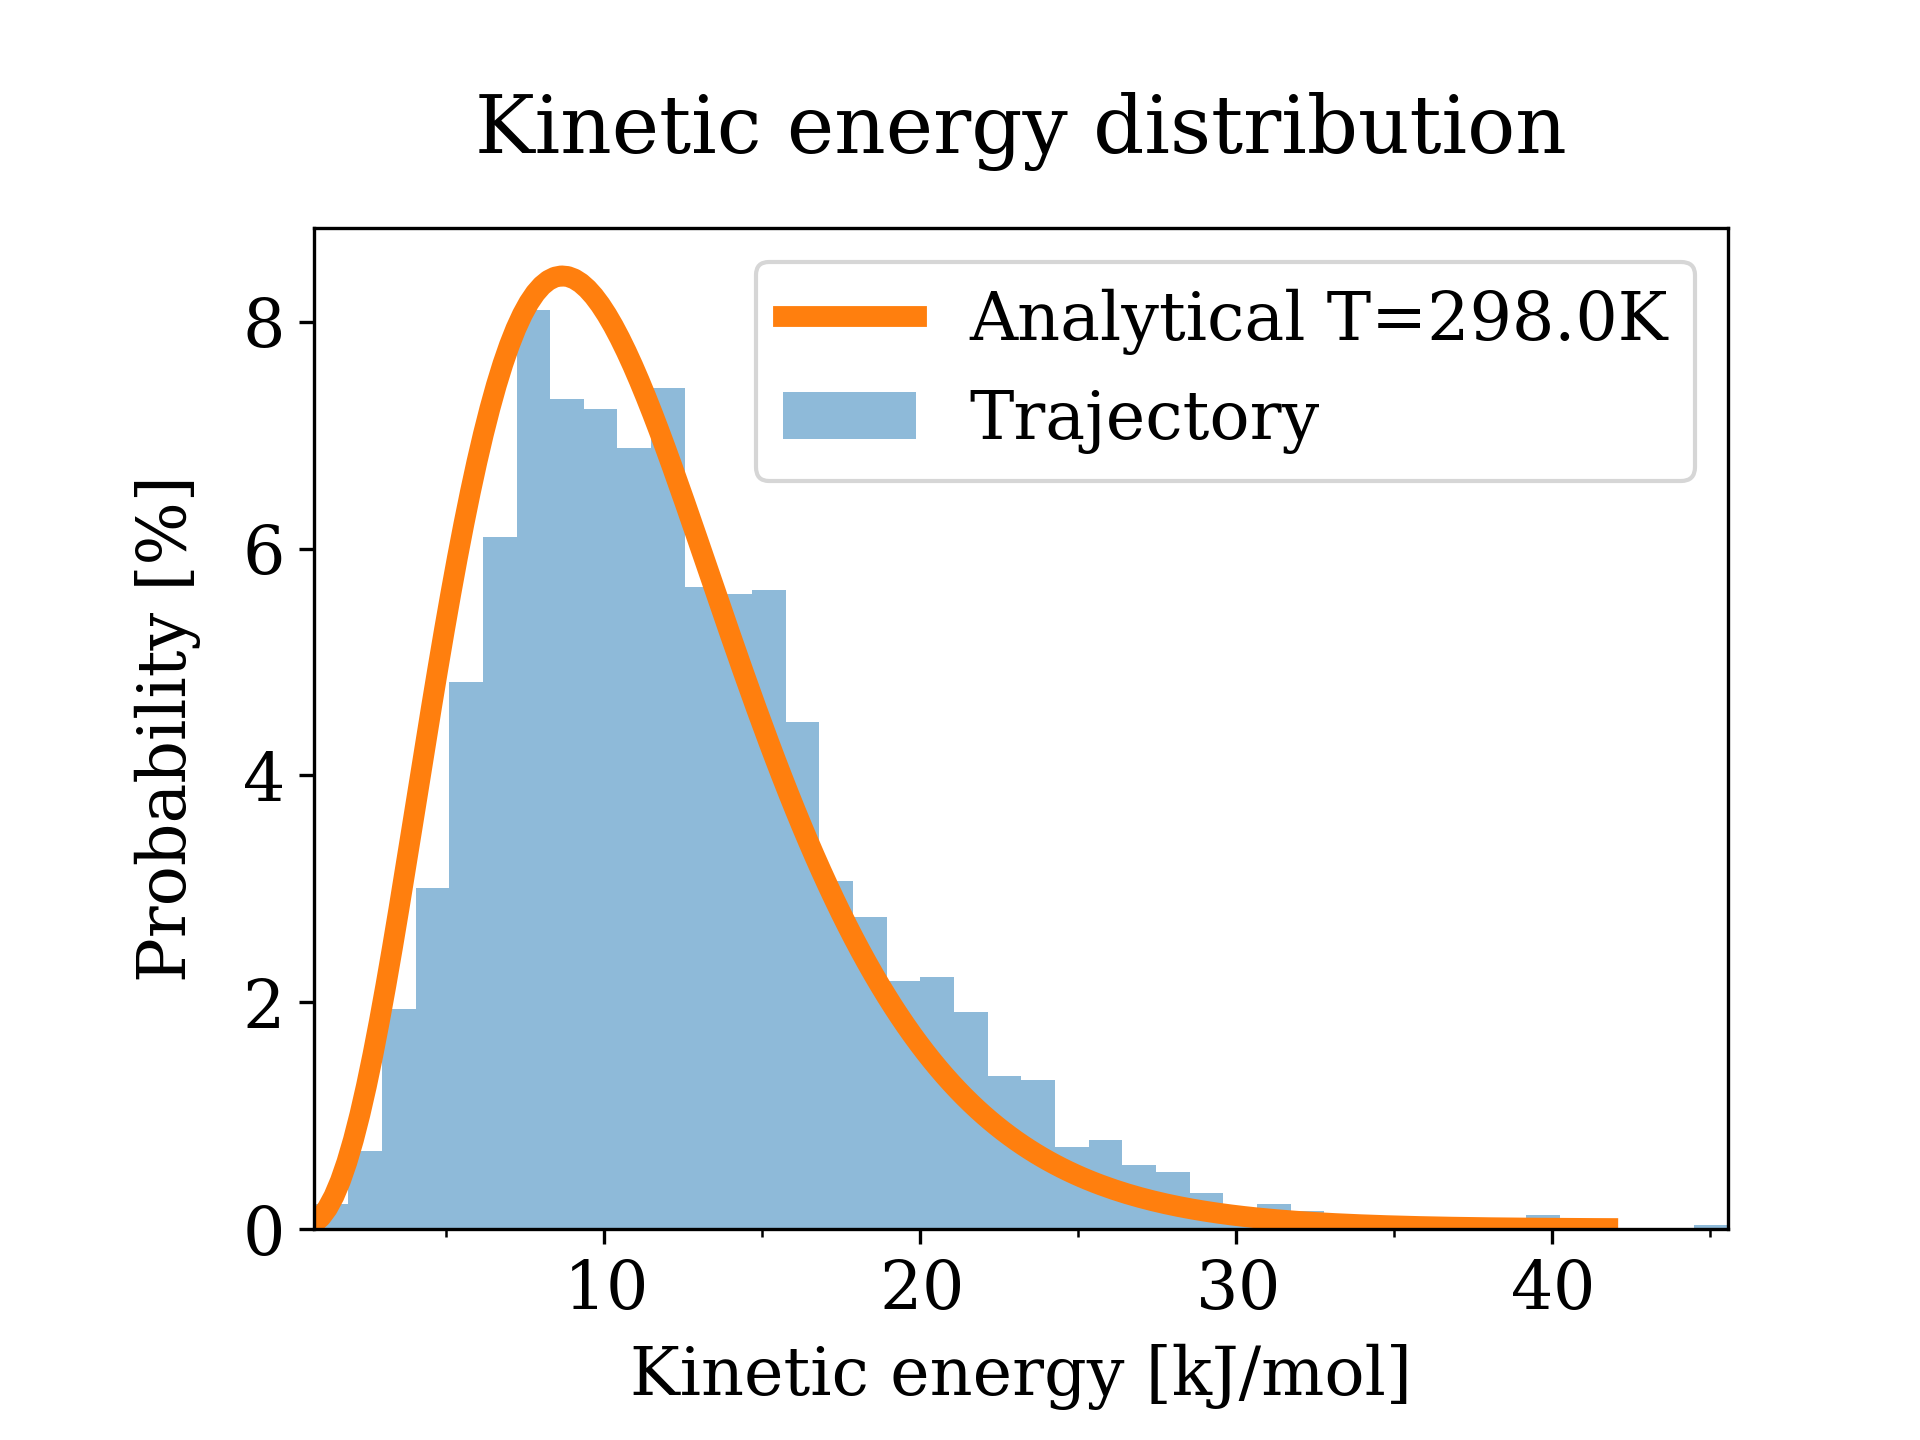 Kinetic energy distribution
Analytical T=298.0K
Trajectory
Probability [%]
8
6
4
2
0
10 20 30 40
Kinetic energy [kJ/mol]